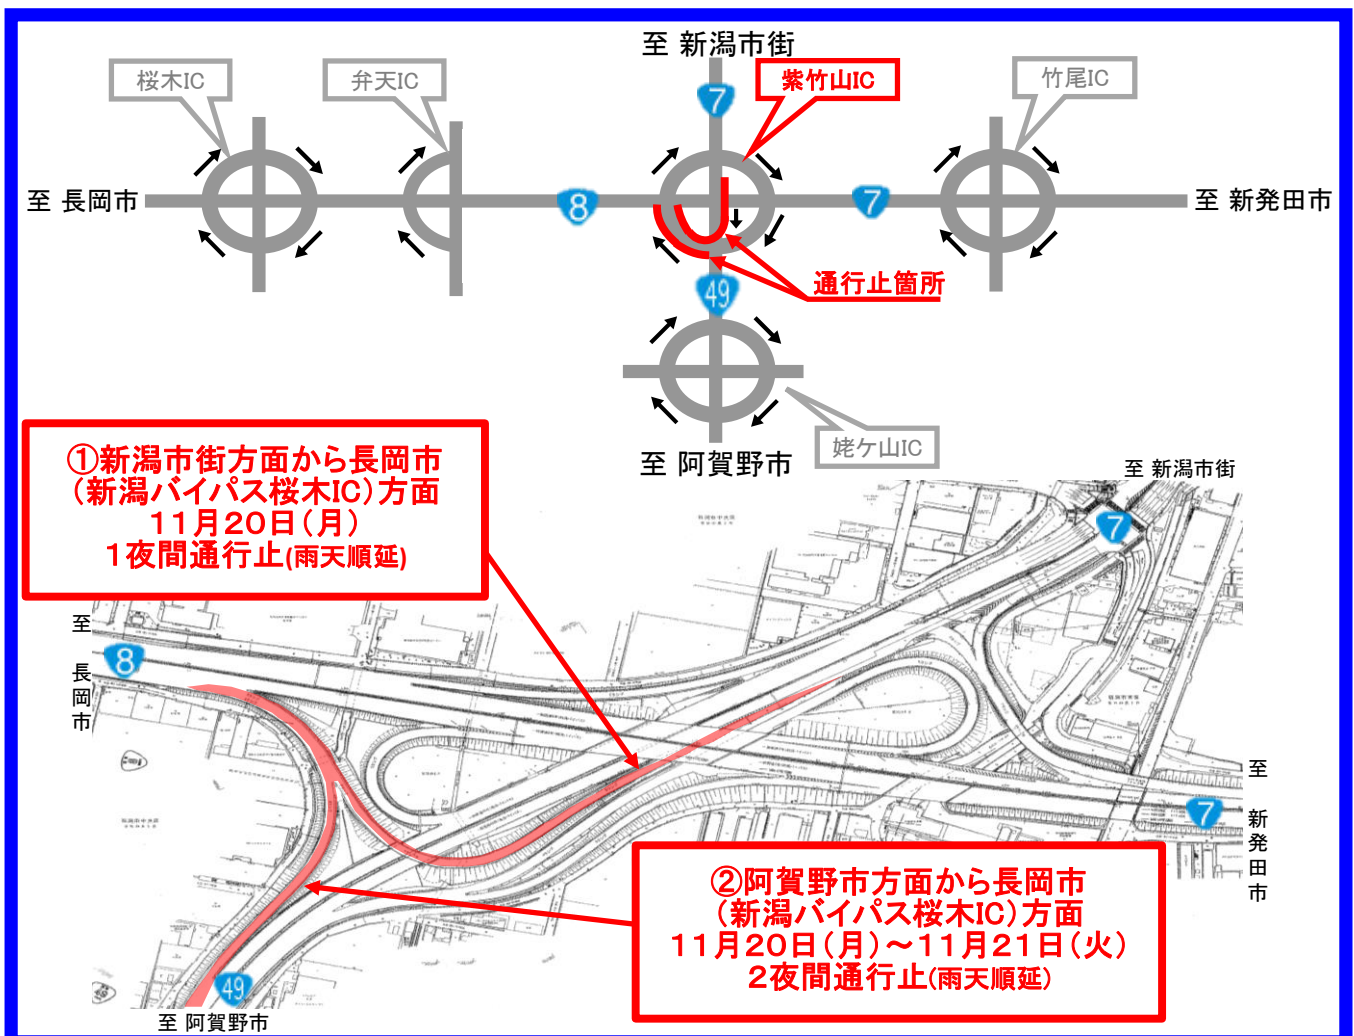 至 新潟市街
桜木IC
弁天IC
7
紫竹山IC
竹尾IC
至 長岡市
8
7
至 新発田市
通行止箇所
49
姥ケ山IC
至 阿賀野市
①新潟市街方面から長岡市
(新潟バイパス桜木IC)方面
11月20日(月)
1夜間通行止(雨天順延)
至 新潟市街
7
至 長岡市
8
至 新発田市
7
②阿賀野市方面から長岡市
(新潟バイパス桜木IC)方面
11月20日(月)～11月21日(火)
2夜間通行止(雨天順延)
49
至 阿賀野市